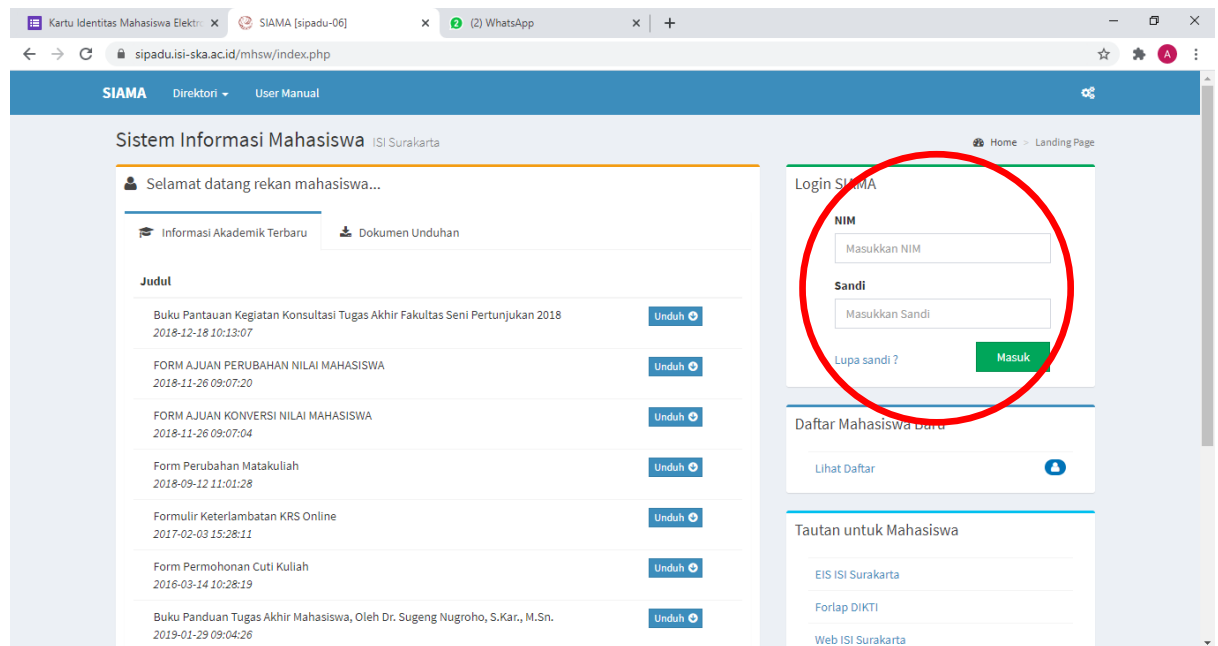 Kartu Identitas Mahasiswa Elektro
SIAMA [sipadu-06]
2 (2) WhatsApp
sipadu.isi-ska.ac.id/mhsw/index.php
A
SIAMA Direktori User Manual
Sistem Informasi Mahasiswa ISI Surakarta
Home > Landing Page
Selamat datang rekan mahasiswa...
Informasi Akademik Terbaru Dokumen Unduhan
Judul
Buku Pantauan Kegiatan Konsultasi Tugas Akhir Fakultas Seni Pertunjukan 2018
2018-12-18 10:13:07
Unduh
FORM AJUAN PERUBAHAN NILAI MAHASISWA
2018-11-26 09:07:20
Unduh
FORM AJUAN KONVERSI NILAI MAHASISWA
2018-11-26 09:07:04
Unduh
Form Perubahan Matakuliah
2018-09-12 11:01:28
Unduh
Formulir Keterlambatan KRS Online
2017-02-03 15:28:11
Unduh
Form Permohonan Cuti Kuliah
2016-03-14 10:28:19
Unduh
Buku Panduan Tugas Akhir Mahasiswa, Oleh Dr. Sugeng Nugroho, S.Kar., M.Sn.
2019-01-29 09:04:26
Unduh
Login SIAMA
NIM
Masukkan NIM
Sandi
Masukkan Sandi
Lupa sandi ?
Masuk
Daftar Mahasiswa Baru
Lihat Daftar
Tautan untuk Mahasiswa
EIS ISI Surakarta
Forlap DIKTI
Web ISI Surakarta